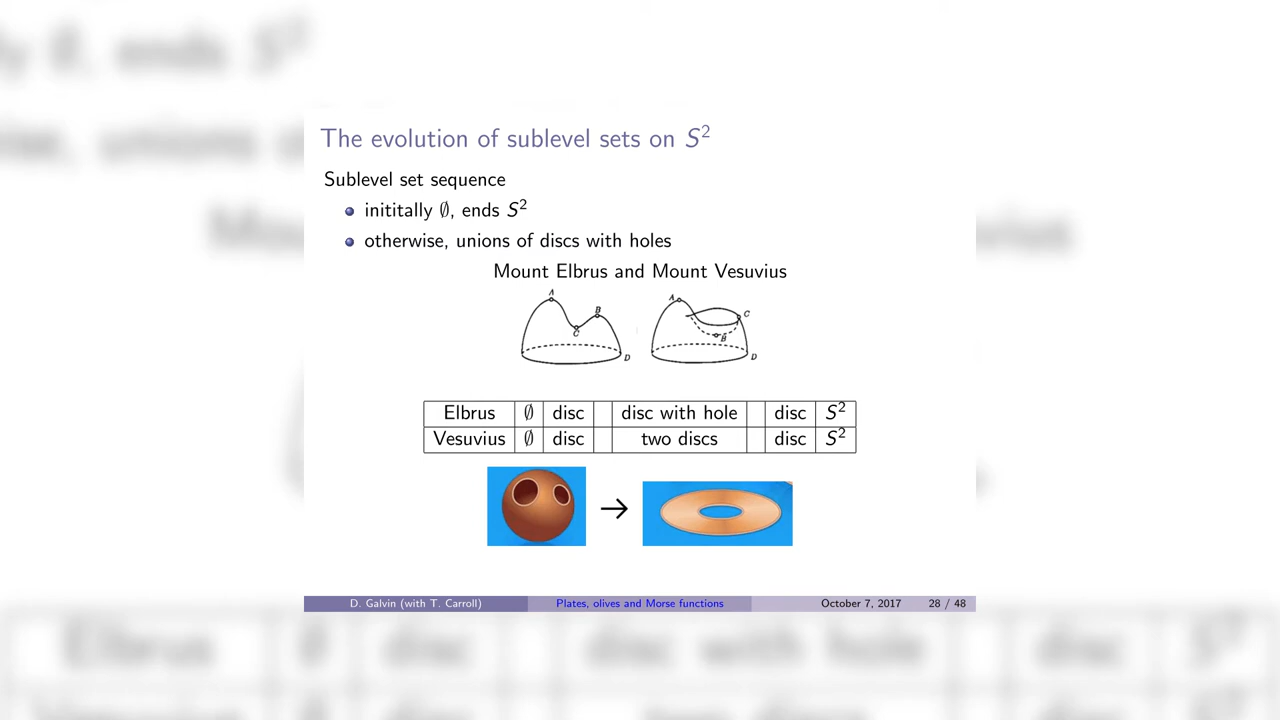 The evolution of sublevel sets on S²
Sublevel set sequence
inititally ∅, ends S²
otherwise, unions of discs with holes
Mount Elbrus and Mount Vesuvius
A B C D
A C B D
Elbrus ∅ disc disc with hole disc S²
Vesuvius ∅ disc two discs disc S²
→
D. Galvin (with T. Carroll) Plates, olives and Morse functions October 7, 2017 28 / 48